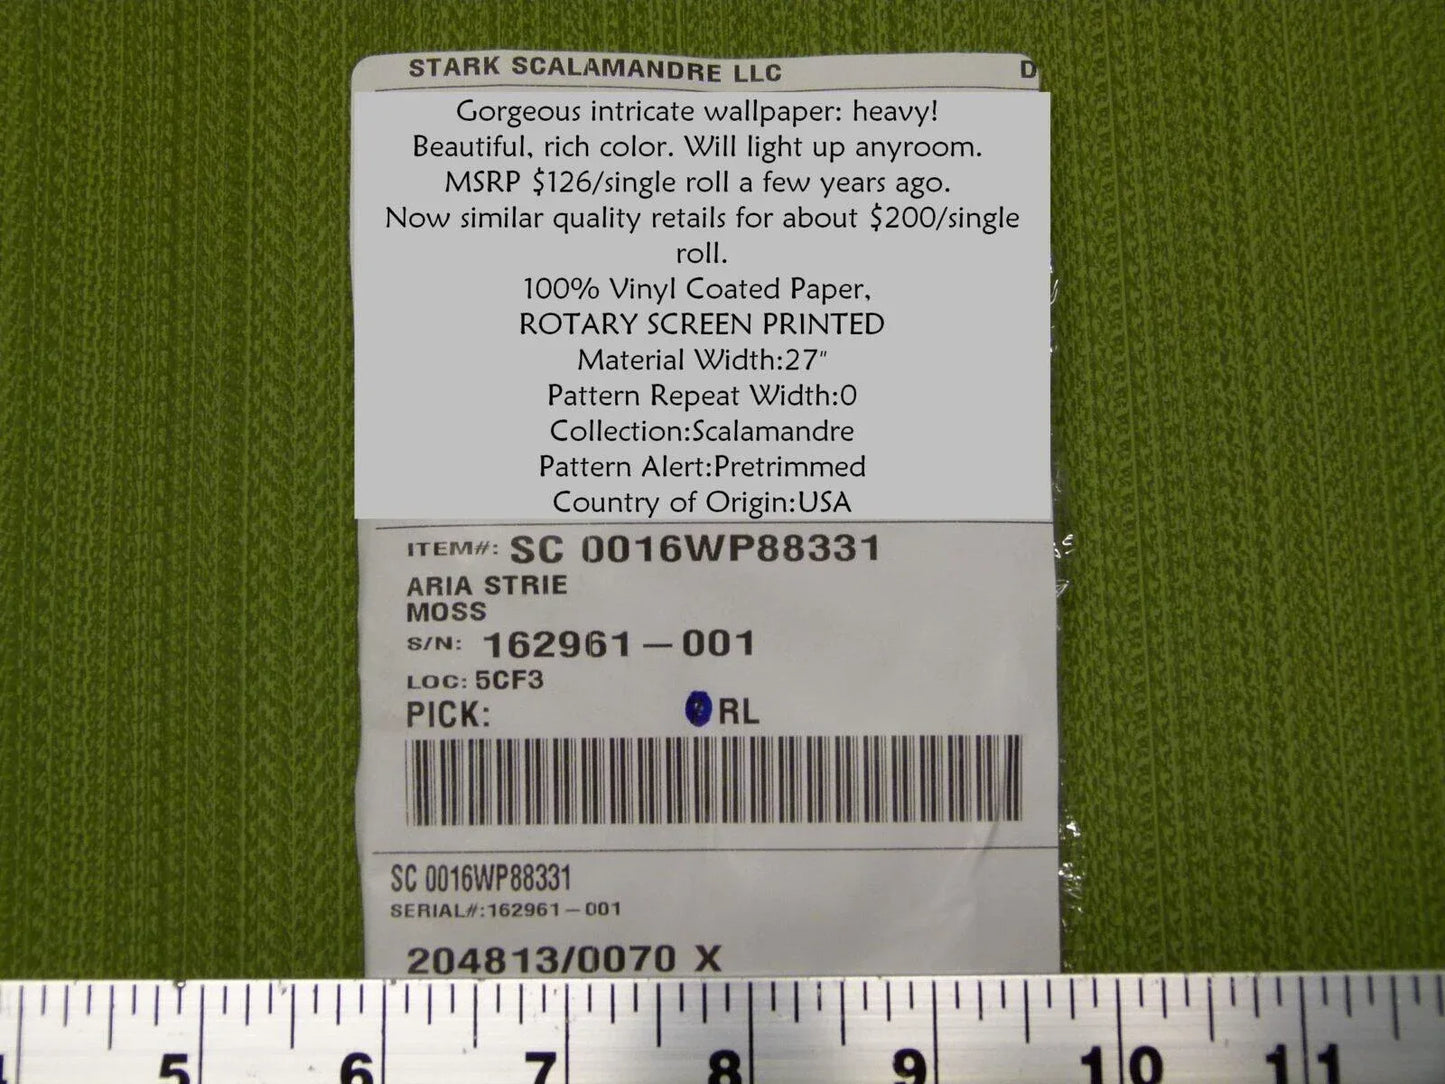 STARK SCALAMANDRE LLC D
Gorgeous intricate wallpaper: heavy!
Beautiful, rich color. Will light up anyroom.
MSRP $126/single roll a few years ago.
Now similar quality retails for about $200/single
roll.
100% Vinyl Coated Paper,
ROTARY SCREEN PRINTED
Material Width:27"
Pattern Repeat Width:0
Collection:Scalamandre
Pattern Alert:Pretrimmed
Country of Origin:USA
ITEM#: SC 0016WP88331
ARIA STRIE
MOSS
S/N: 162961-001
LOC: 5CF3
PICK: RL
SC 0016WP88331
SERIAL#:162961-001
204813/0070 X
5 6 7 8 9 10 11